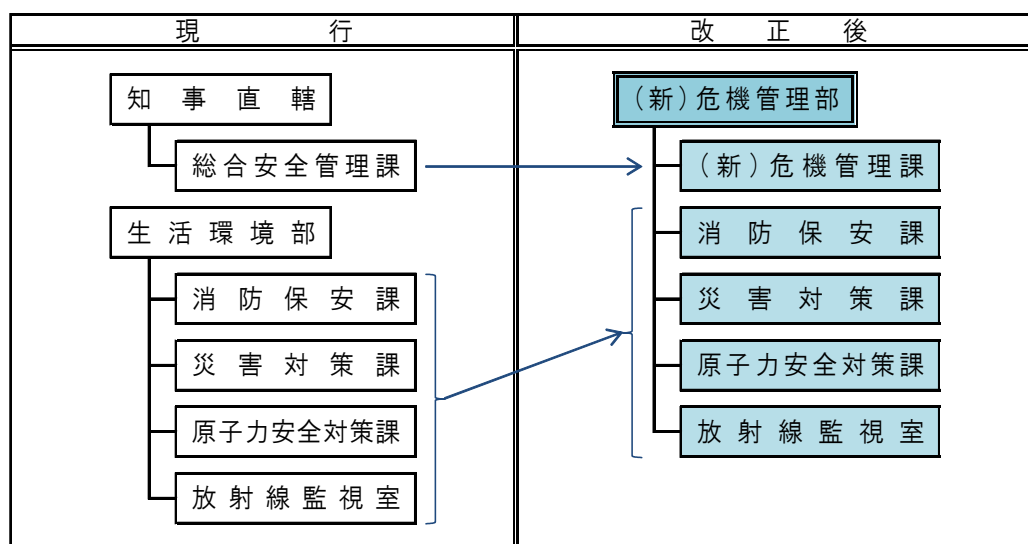 現行
改正後
知事直轄
総合安全管理課
生活環境部
消防保安課
災害対策課
原子力安全対策課
放射線監視室
(新)危機管理部
(新)危機管理課
消防保安課
災害対策課
原子力安全対策課
放射線監視室